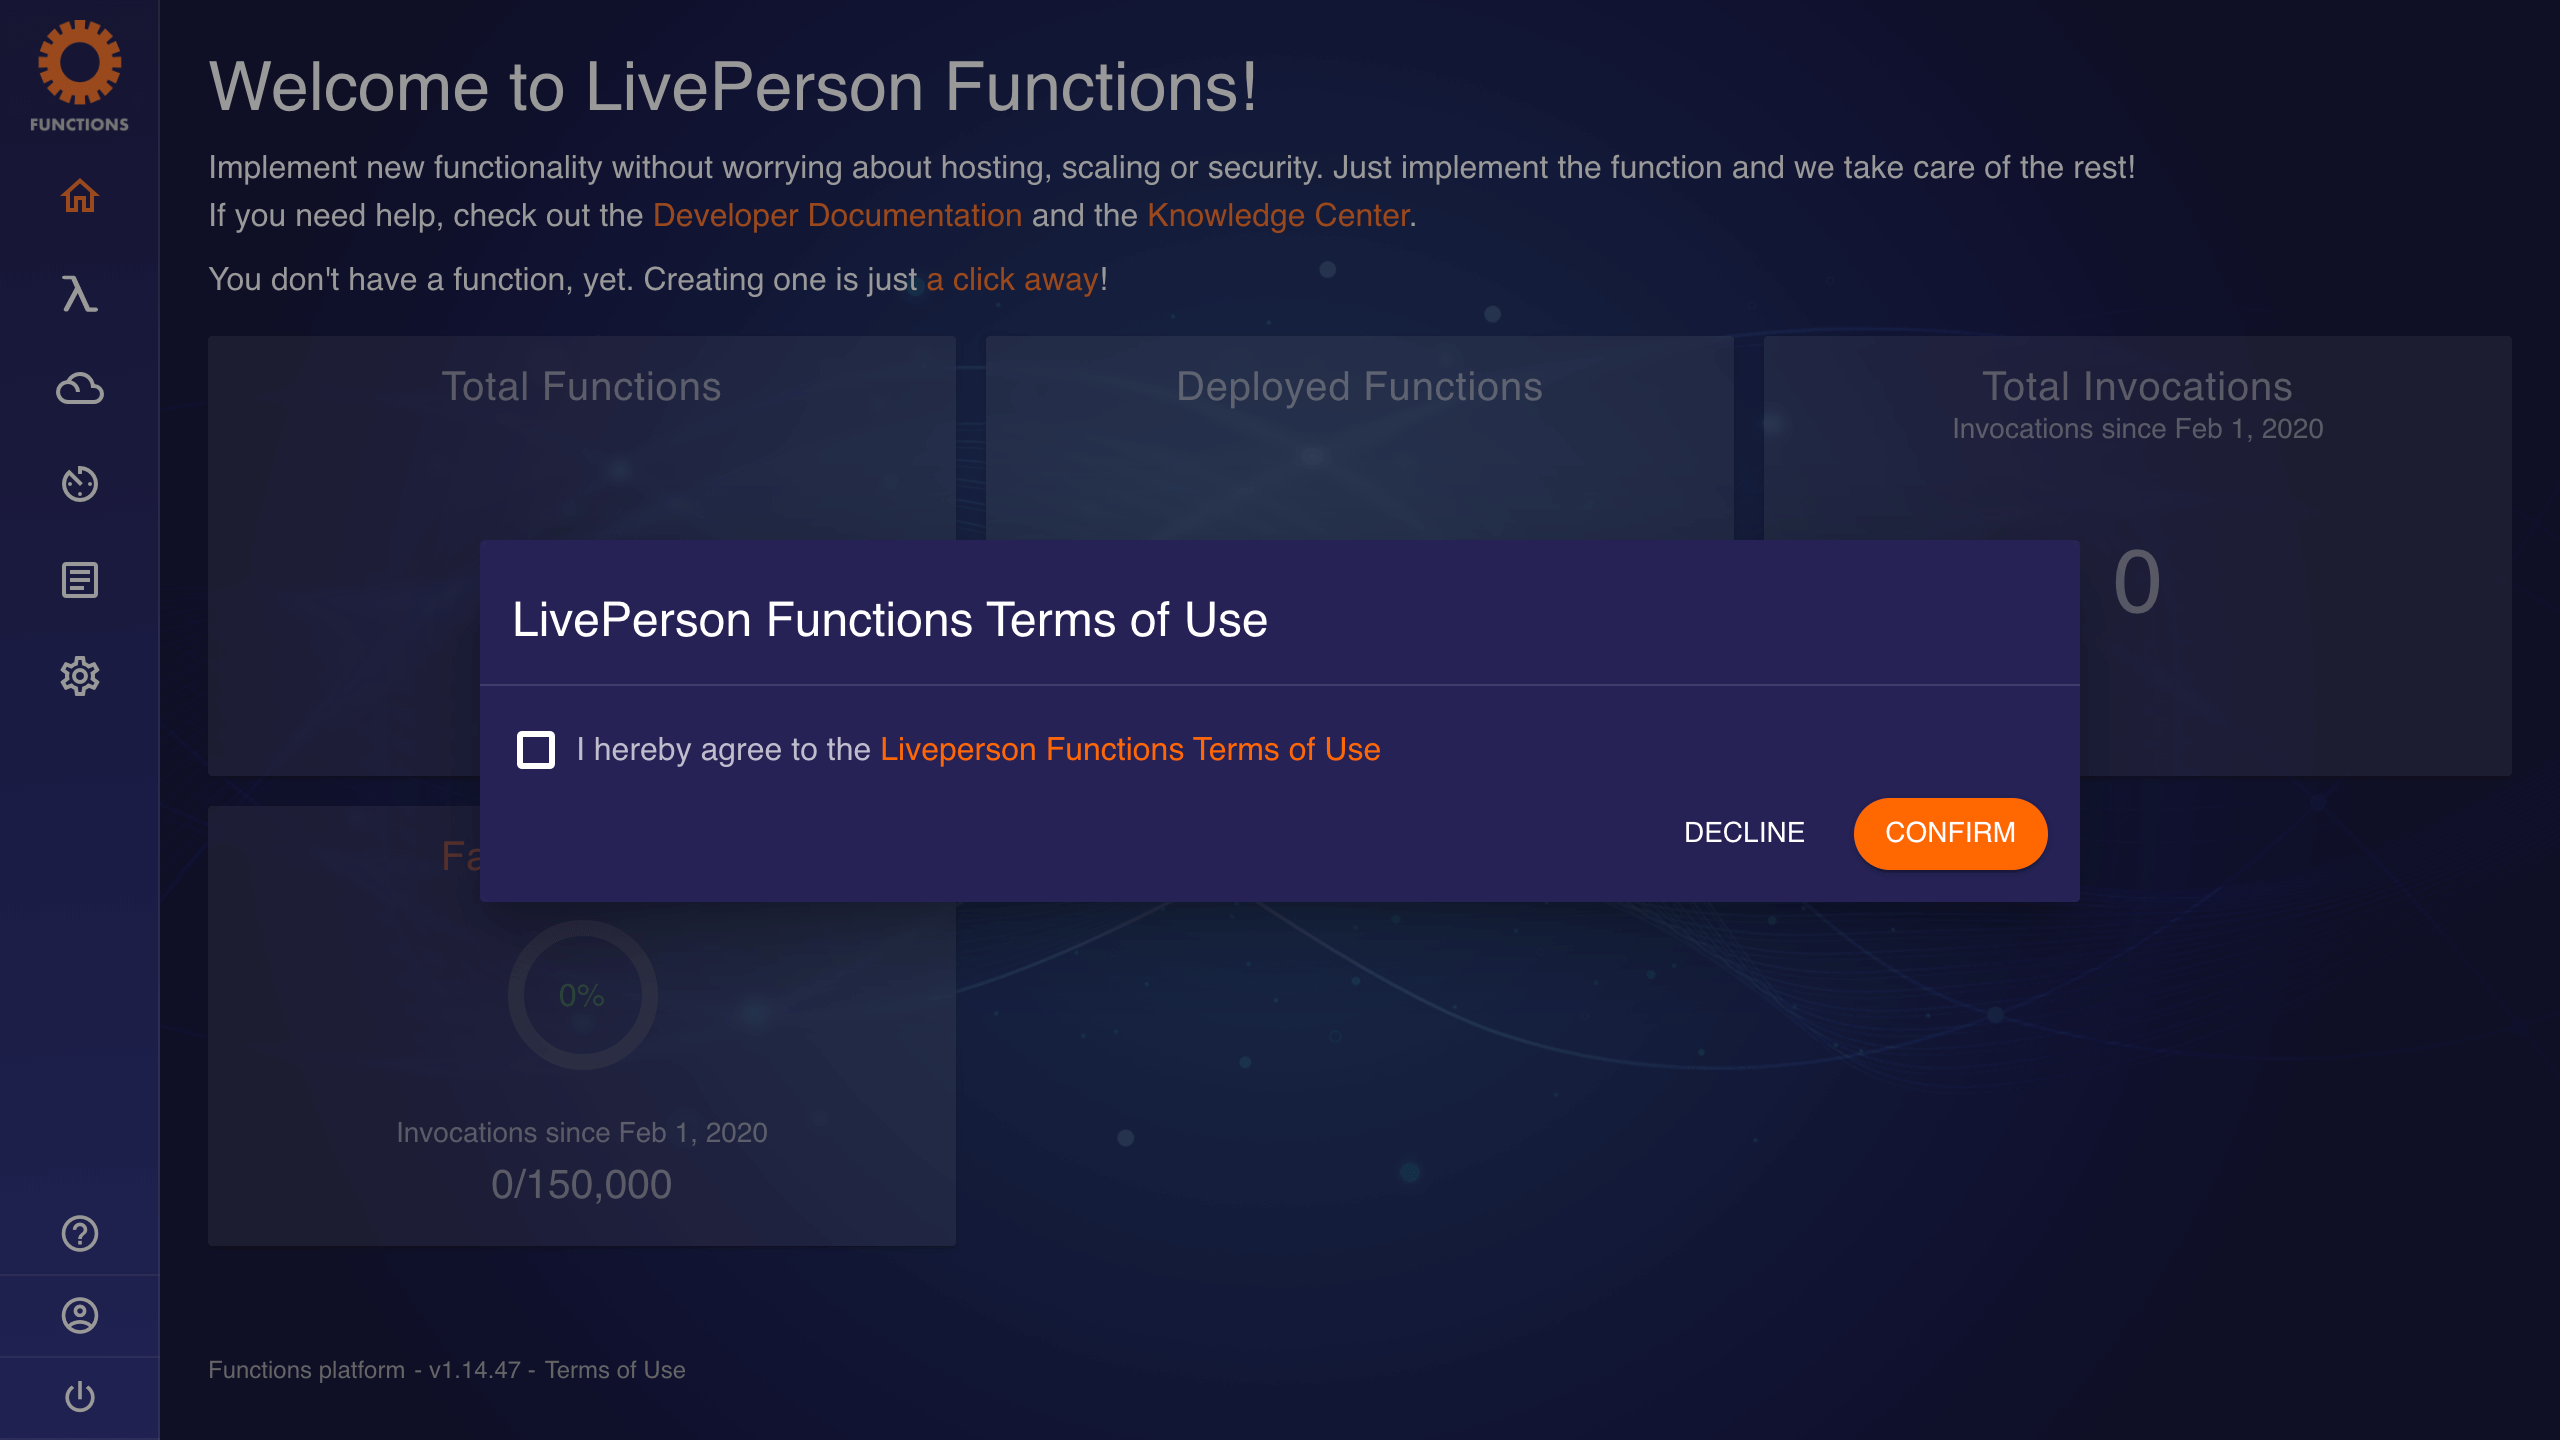 FUNCTIONS
Welcome to LivePerson Functions!
Implement new functionality without worrying about hosting, scaling or security. Just implement the function and we take care of the rest!
If you need help, check out the Developer Documentation and the Knowledge Center.
You don't have a function, yet. Creating one is just a click away!
Total Functions
Deployed Functions
Total Invocations
Invocations since Feb 1, 2020
0
LivePerson Functions Terms of Use
I hereby agree to the Liveperson Functions Terms of Use
DECLINE
CONFIRM
Fa
0%
Invocations since Feb 1, 2020
0/150,000
Functions platform - v1.14.47 - Terms of Use